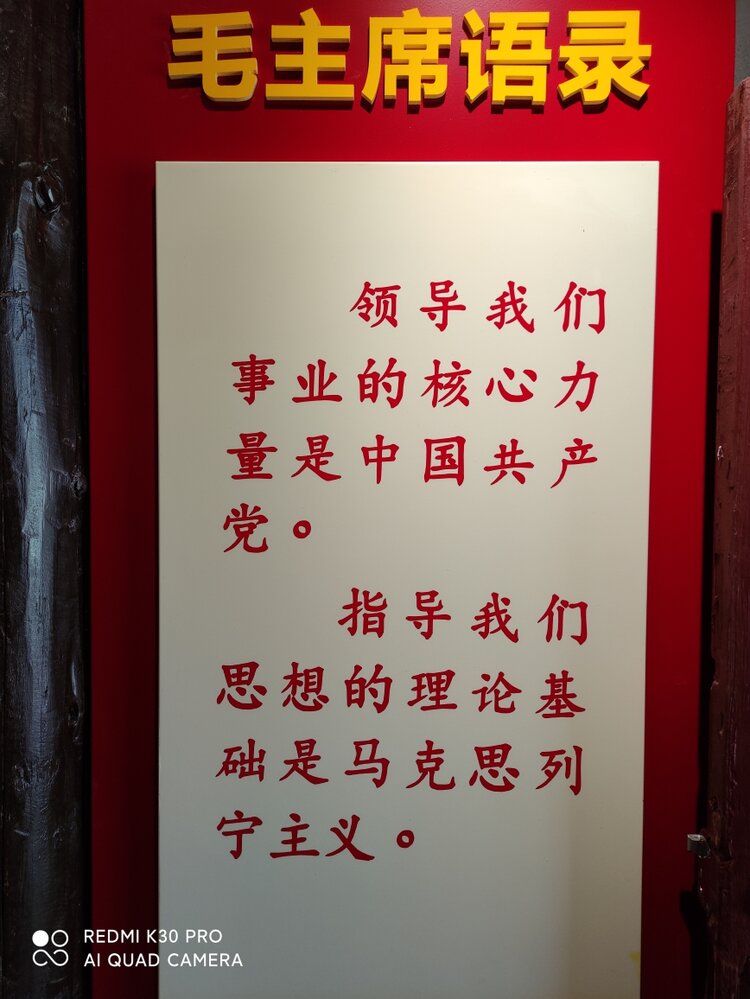 毛主席语录
领导我们
事业的核心力
量是中国共产
党。
指导我们
思想的理论基
础是马克思列
宁主义。
REDMI K30 PRO
AI QUAD CAMERA